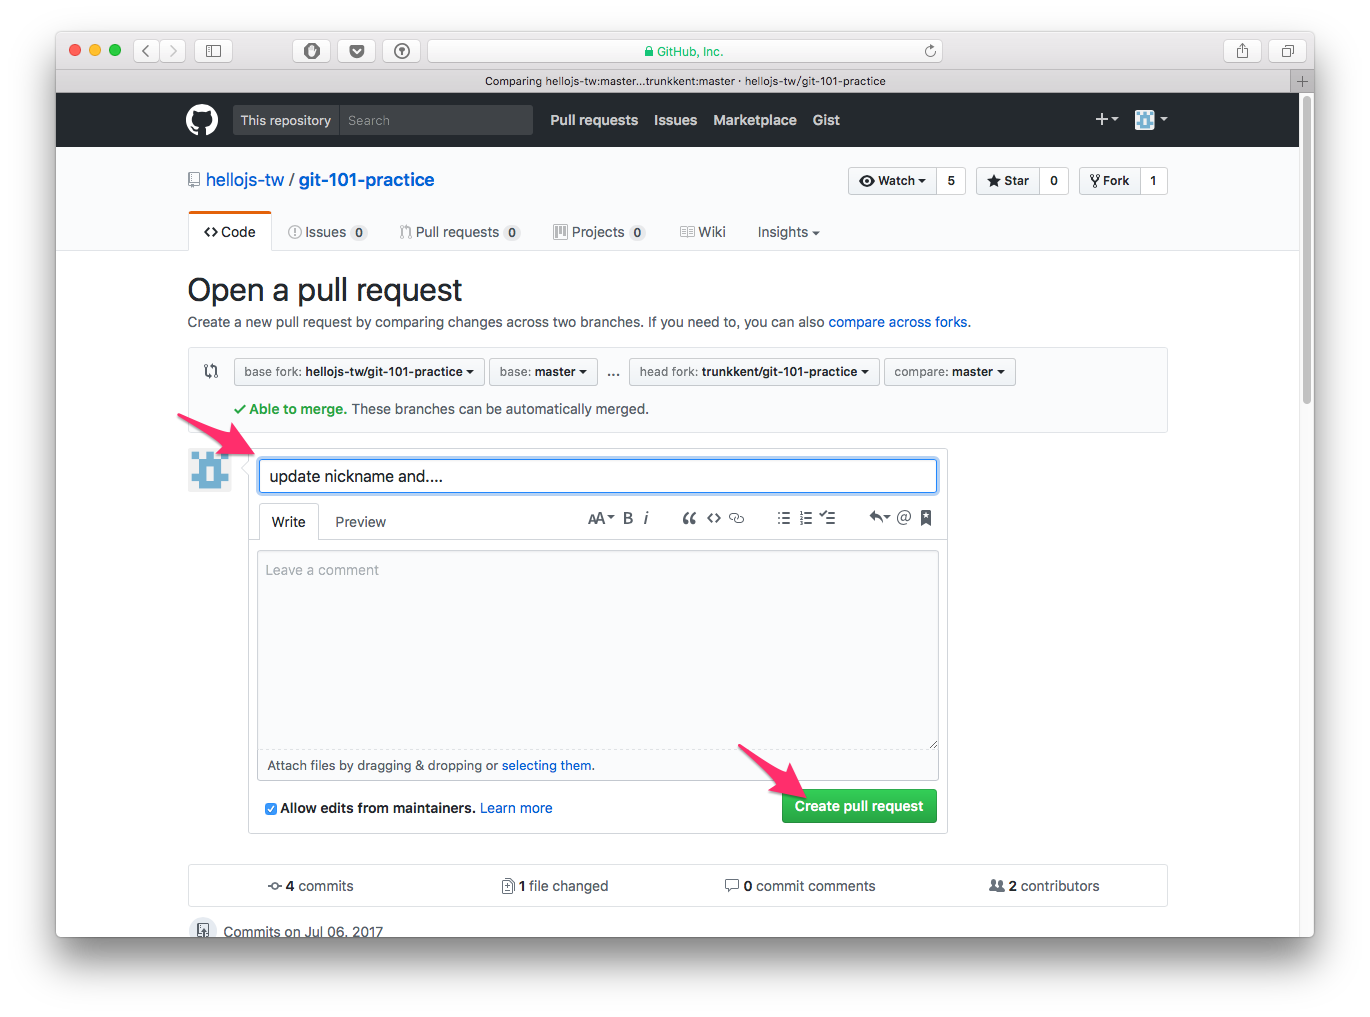 GitHub, Inc.
Comparing hellojs-tw:master...trunkkent:master · hellojs-tw/git-101-practice
This repository Search Pull requests Issues Marketplace Gist
hellojs-tw / git-101-practice Watch 5 Star 0 Fork 1
Code Issues 0 Pull requests 0 Projects 0 Wiki Insights
Open a pull request
Create a new pull request by comparing changes across two branches. If you need to, you can also compare across forks.
base fork: hellojs-tw/git-101-practice base: master ... head fork: trunkkent/git-101-practice compare: master
Able to merge. These branches can be automatically merged.
update nickname and....
Write Preview AA B i
Leave a comment
Attach files by dragging & dropping or selecting them.
Allow edits from maintainers. Learn more Create pull request
4 commits 1 file changed 0 commit comments 2 contributors
Commits on Jul 06, 2017